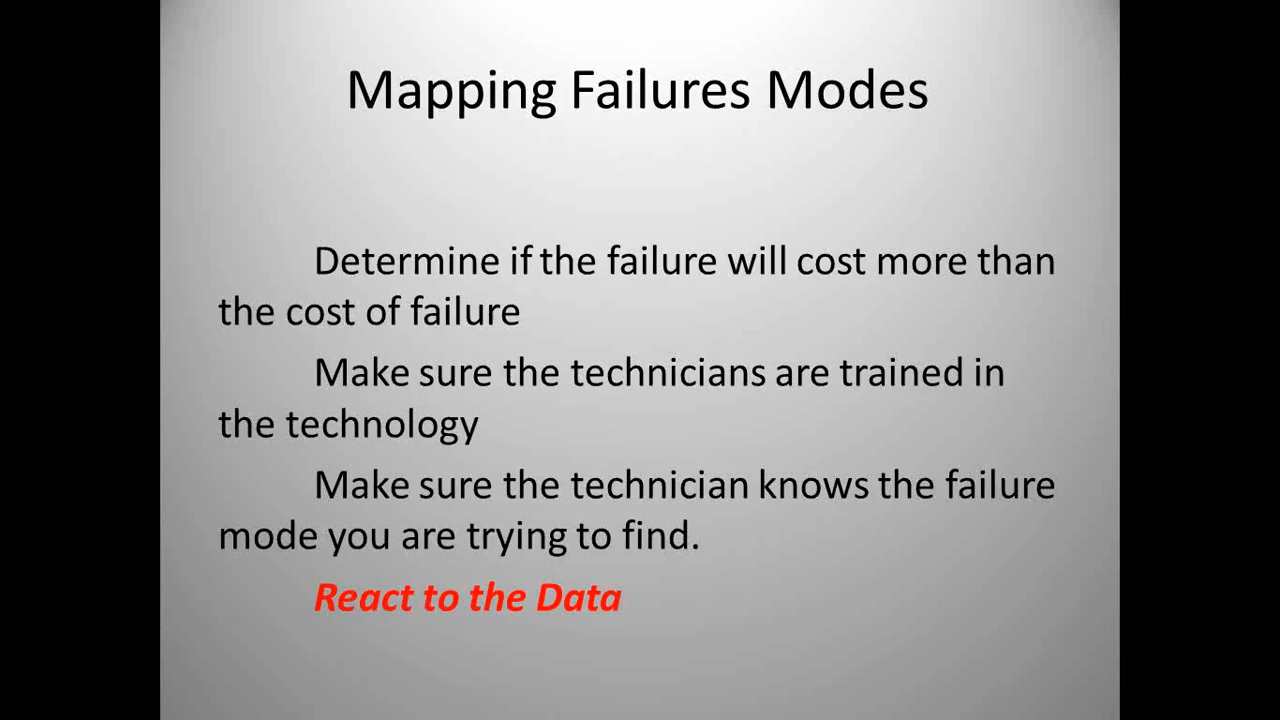 Mapping Failures Modes
Determine if the failure will cost more than
the cost of failure
Make sure the technicians are trained in
the technology
Make sure the technician knows the failure
mode you are trying to find.
React to the Data